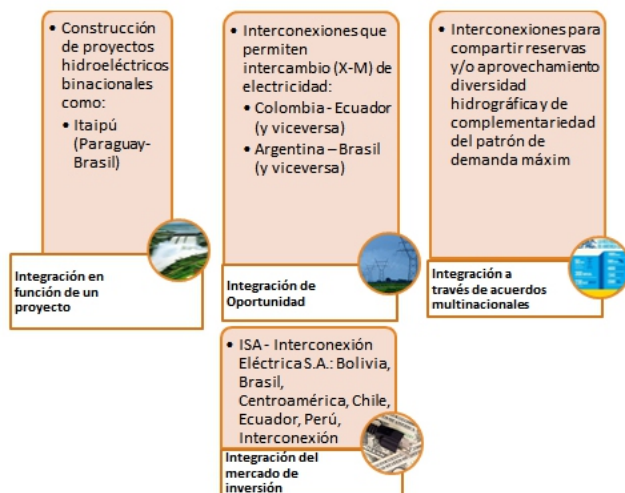 • Construcción
de proyectos
hidroeléctricos
binacionales
como:
• Itaipú
(Paraguay-
Brasil)
Integración en
función de un
proyecto
• Interconexiones que
permiten
intercambio (X-M) de
electricidad:
• Colombia - Ecuador
(y viceversa)
• Argentina – Brasil
(y viceversa)
Integración de
Oportunidad
• Interconexiones para
compartir reservas
y/o aprovechamiento
diversidad
hidrográfica y de
complementariedad
del patrón de
demanda máxim
Integración a
través de acuerdos
multinacionales
• ISA - Interconexión
Eléctrica S.A.: Bolivia,
Brasil,
Centroamérica, Chile,
Ecuador, Perú,
Interconexión
Integración del
mercado de
inversión